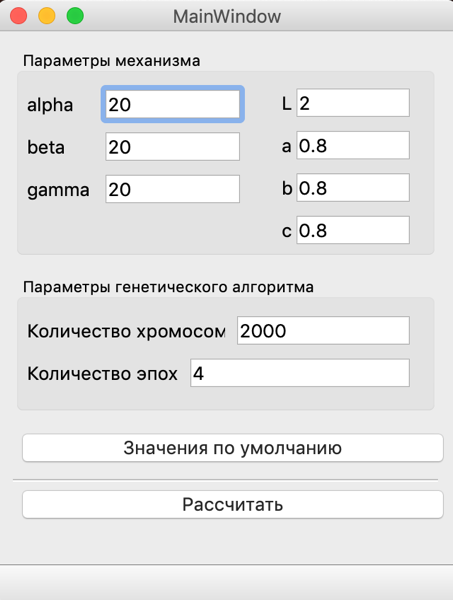 MainWindow
Параметры механизма
alpha 20 L 2
beta 20 a 0.8
gamma 20 b 0.8
c 0.8
Параметры генетического алгоритма
Количество хромосом 2000
Количество эпох 4
Значения по умолчанию
Рассчитать